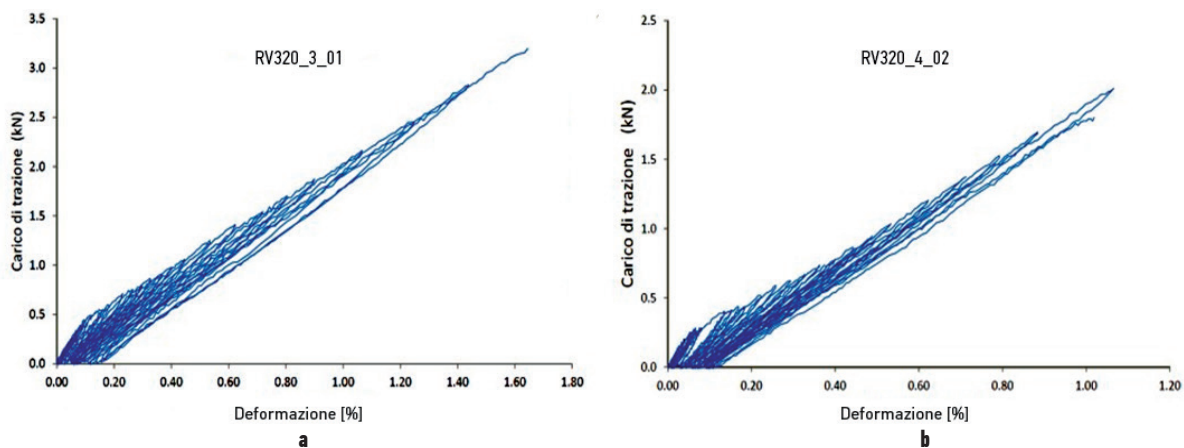 RV320_3_01
Carico di trazione (kN)
3.5
3.0
2.5
2.0
1.5
1.0
0.5
0.0
0.00 0.20 0.40 0.60 0.80 1.00 1.20 1.40 1.60 1.80
Deformazione [%]
a
RV320_4_02
Carico di trazione (kN)
2.5
2.0
1.5
1.0
0.5
0.0
0.00 0.20 0.40 0.60 0.80 1.00 1.20
Deformazione [%]
b